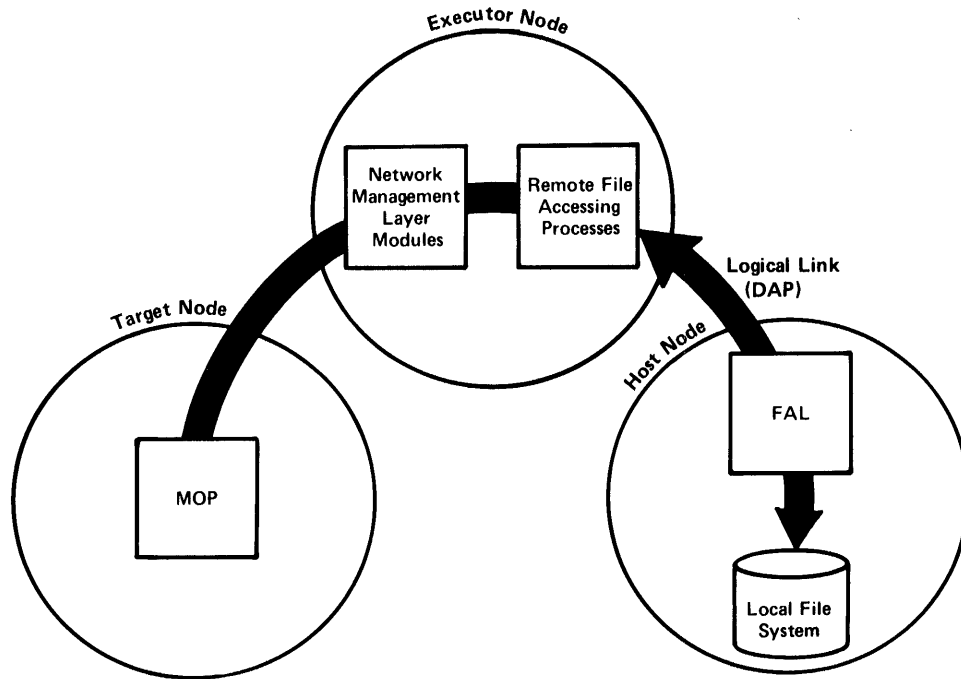 Executor Node
Network
Management
Layer
Modules
Remote File
Accessing
Processes
Logical Link
(DAP)
Target Node
Host Node
MOP
FAL
Local File
System